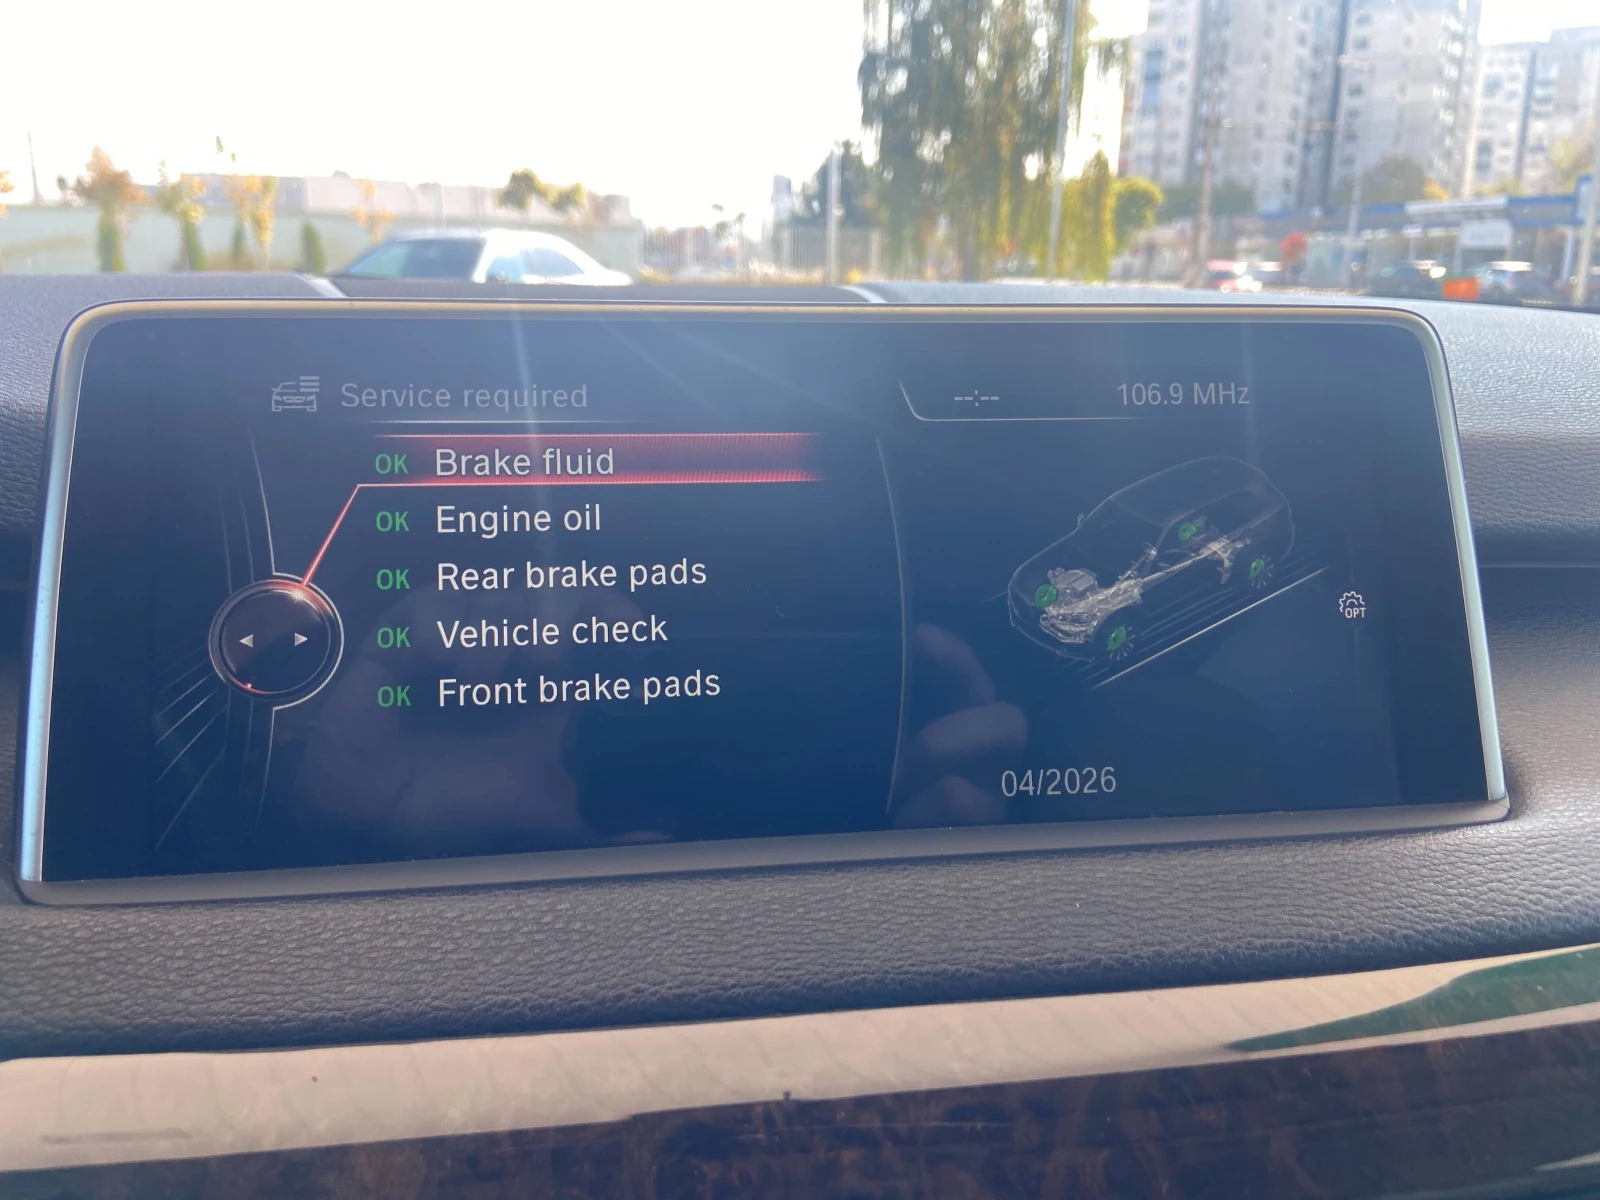 Service required
--:--
106.9 MHz
OK Brake fluid
OK Engine oil
OK Rear brake pads
OK Vehicle check
OK Front brake pads
OPT
04/2026